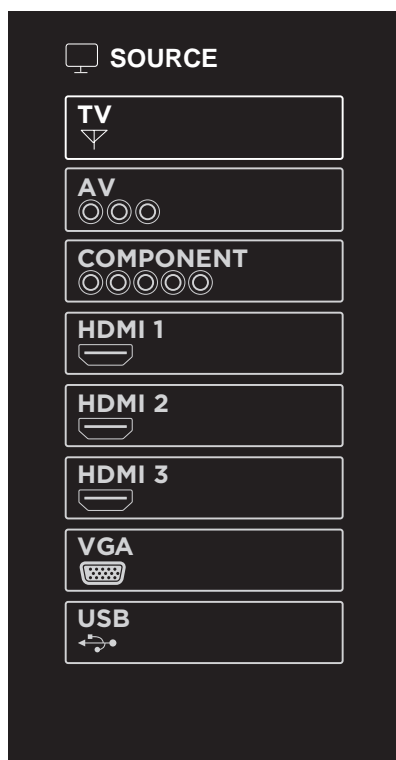 SOURCE
TV
AV
COMPONENT
HDMI 1
HDMI 2
HDMI 3
VGA
USB